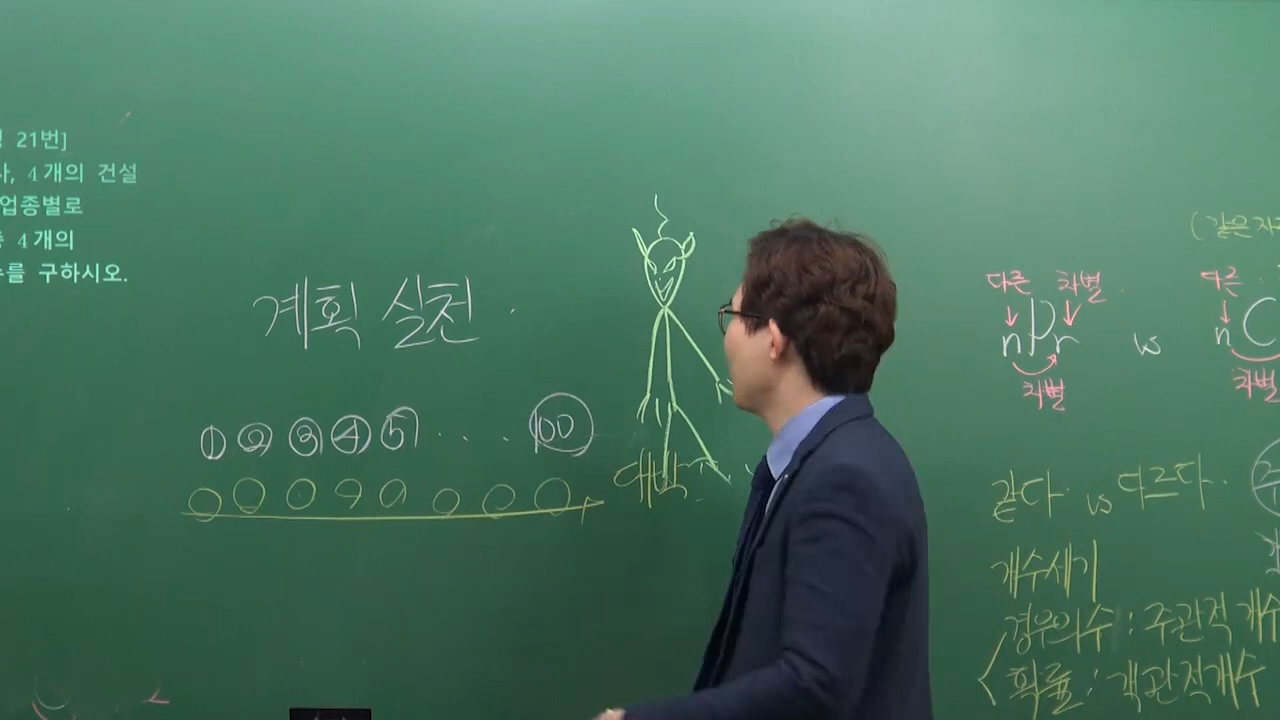 21번]
4개의 건설
업종별로
4개의
를 구하시오.
계획 실천
① ② ③ ④ ⑤ . . . ⑩⓪
대박
(같은
다른 차별
nPr vs
차별
다른
nC
차별
같다 vs 다르다
개수세기
경우의수 : 주관적 개수
확률 : 객관적개수